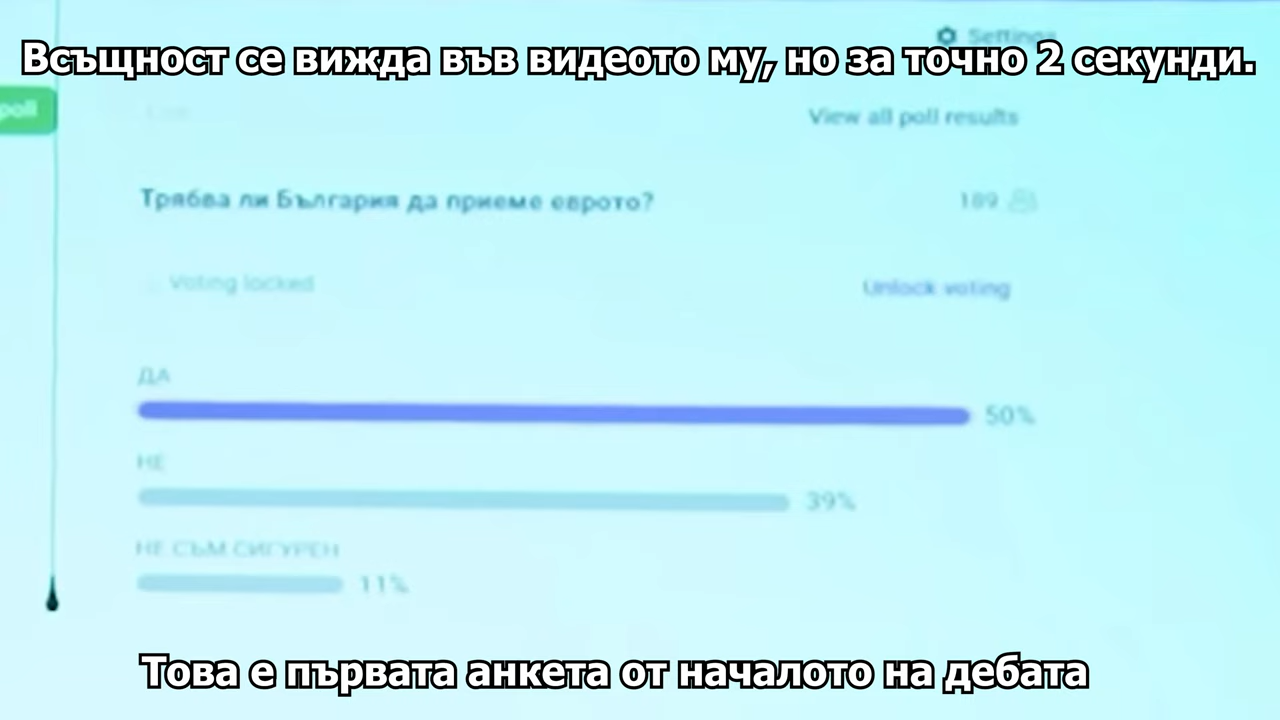 Всъщност се вижда във видеото му, но за точно 2 секунди.
Settings
poll
View all poll results
Трябва ли България да приеме еврото?
189
Voting locked
Unlock voting
ДА
50%
НЕ
39%
НЕ СЪМ СИГУРЕН
11%
Това е първата анкета от началото на дебата